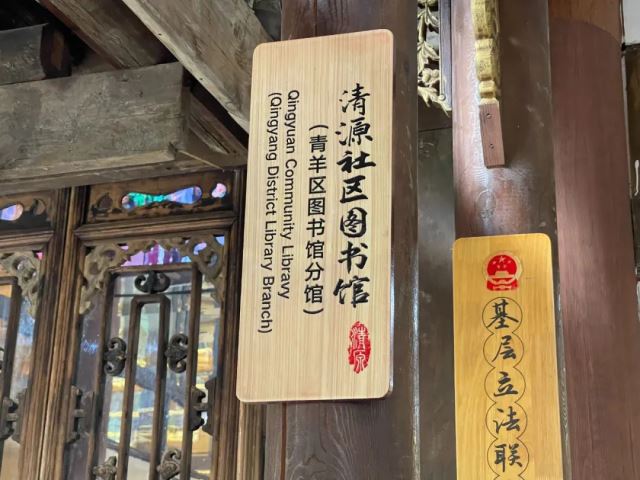 清源社区图书馆
(青羊区图书馆分馆)
Qingyuan Community Libravy
(Qingyang District Library Branch)
清源
基层立法联